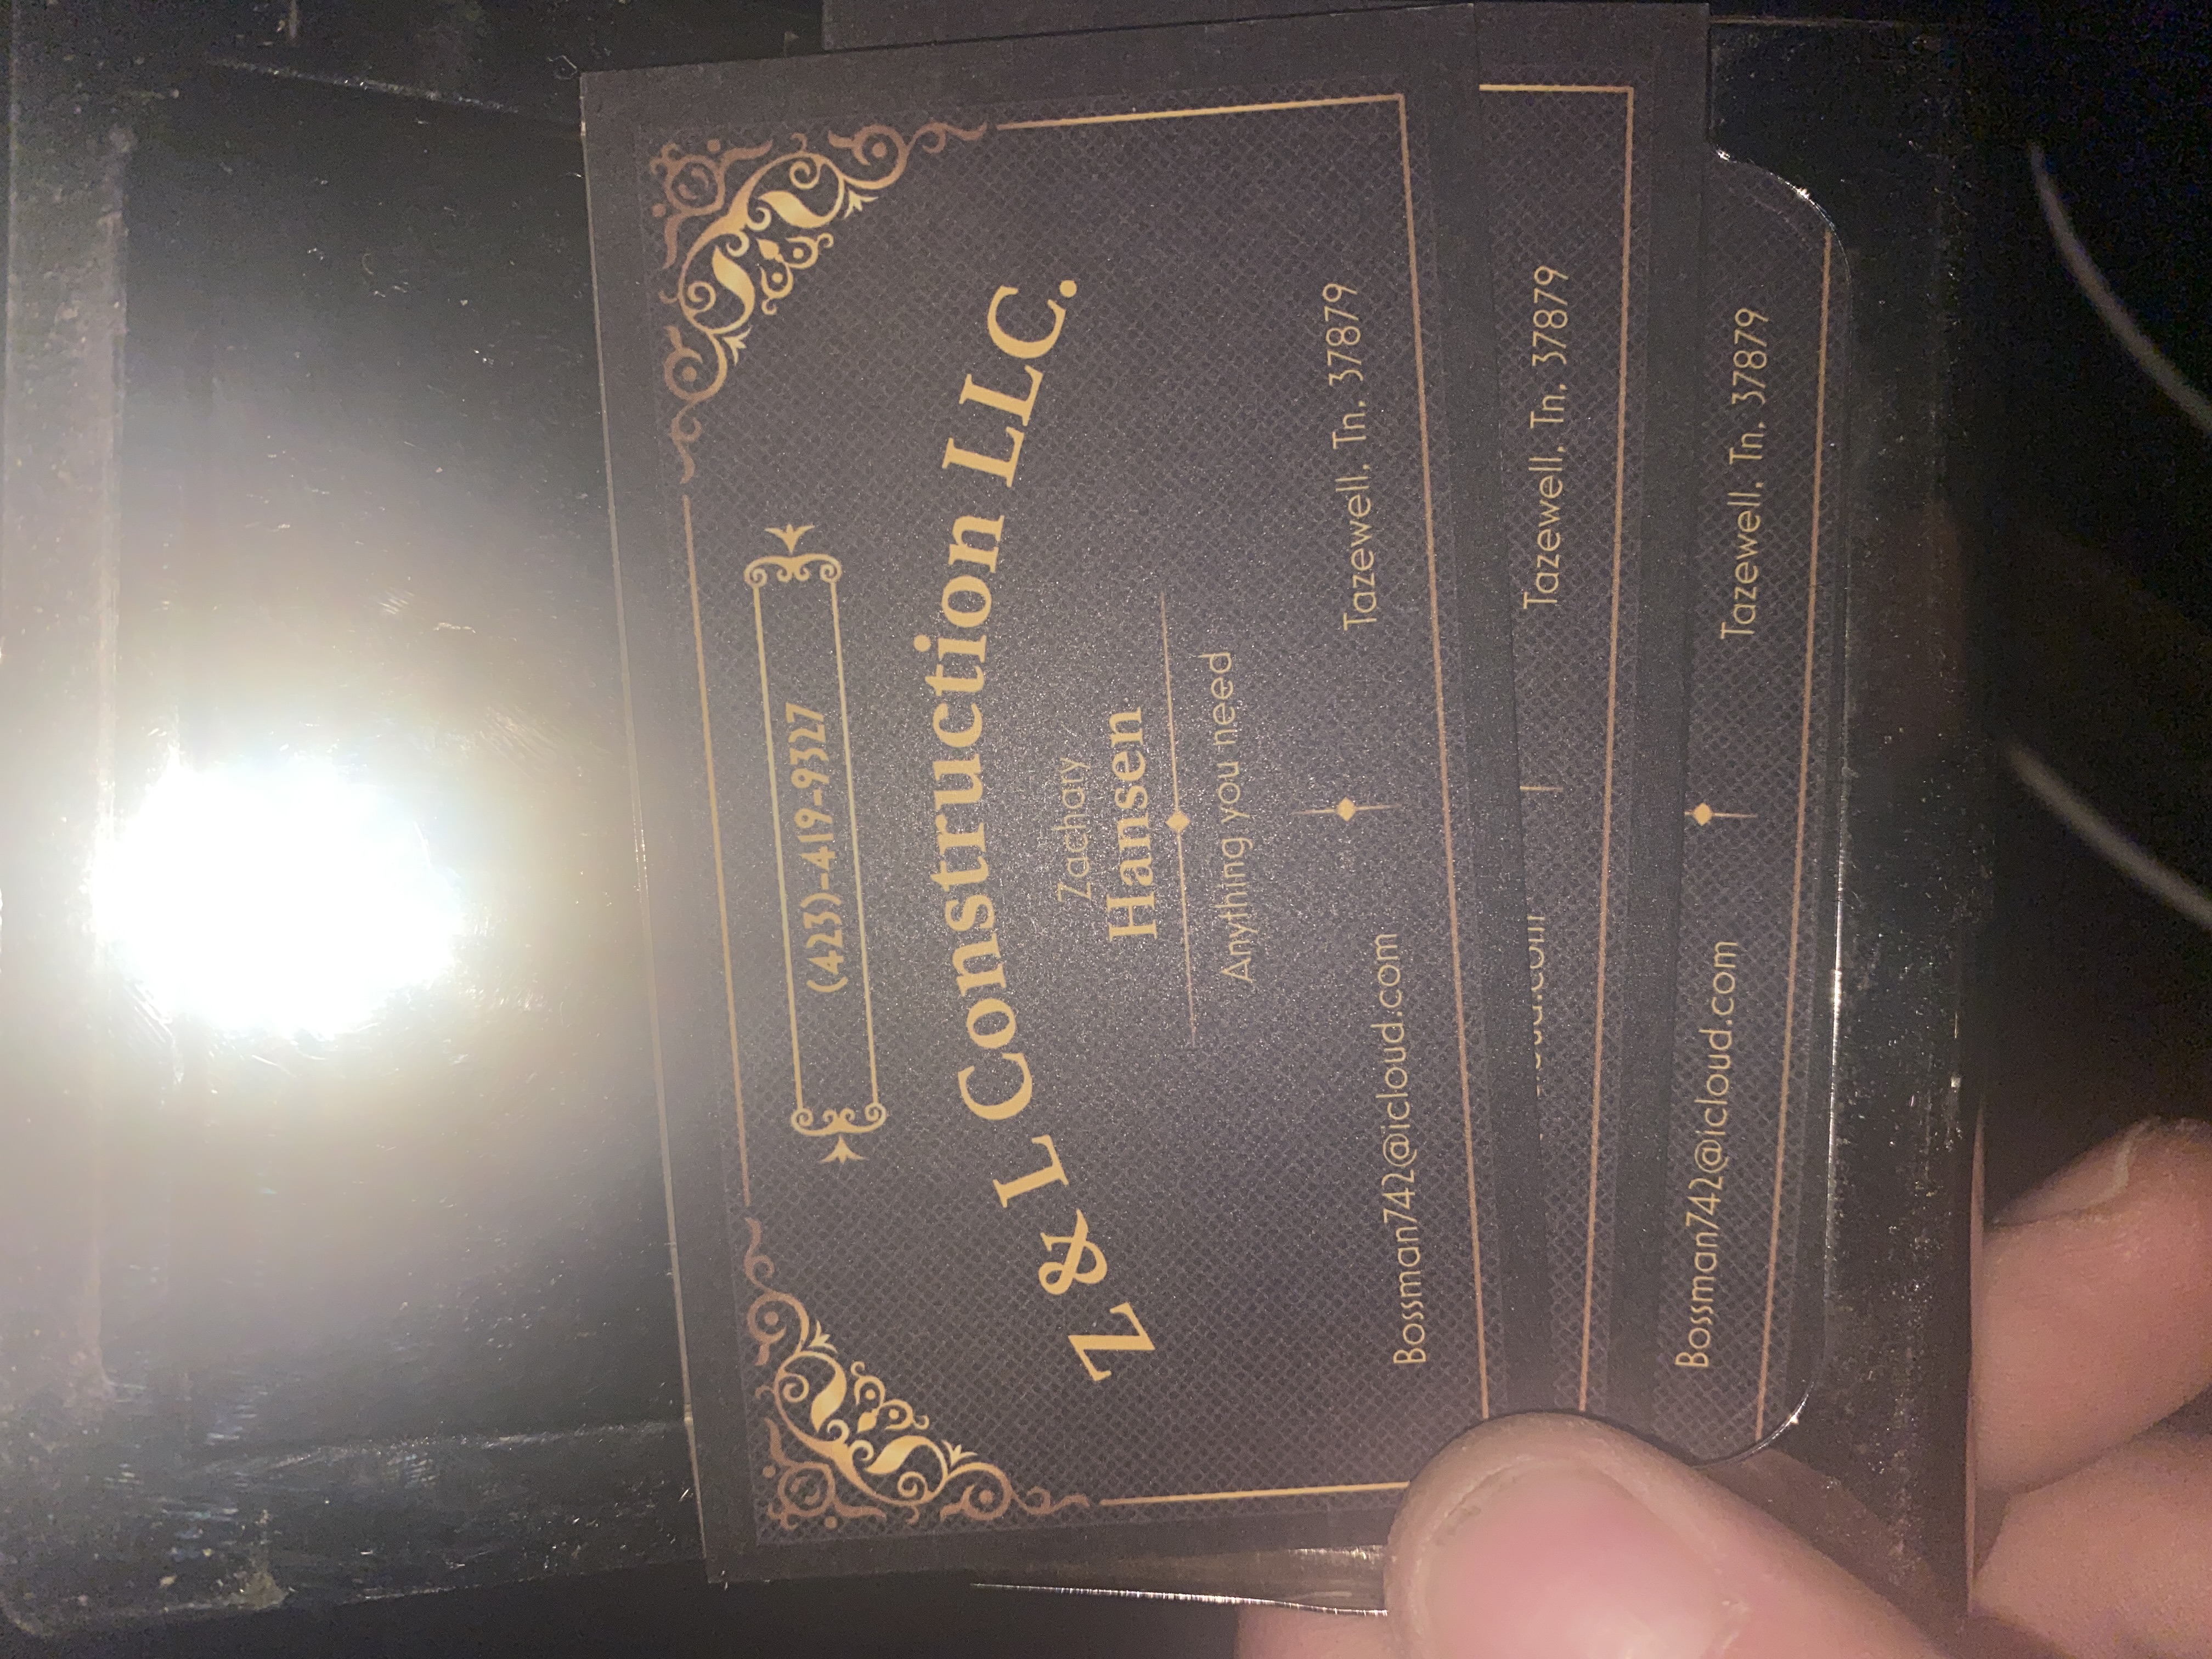 (423)-419-9327
Z & L Construction LLC.
Zachary
Hansen
Anything you need
Bossman742@icloud.com
Tazewell, Tn, 37879
Tazewell, Tn, 37879
Bossman742@icloud.com
Tazewell, Tn, 37879